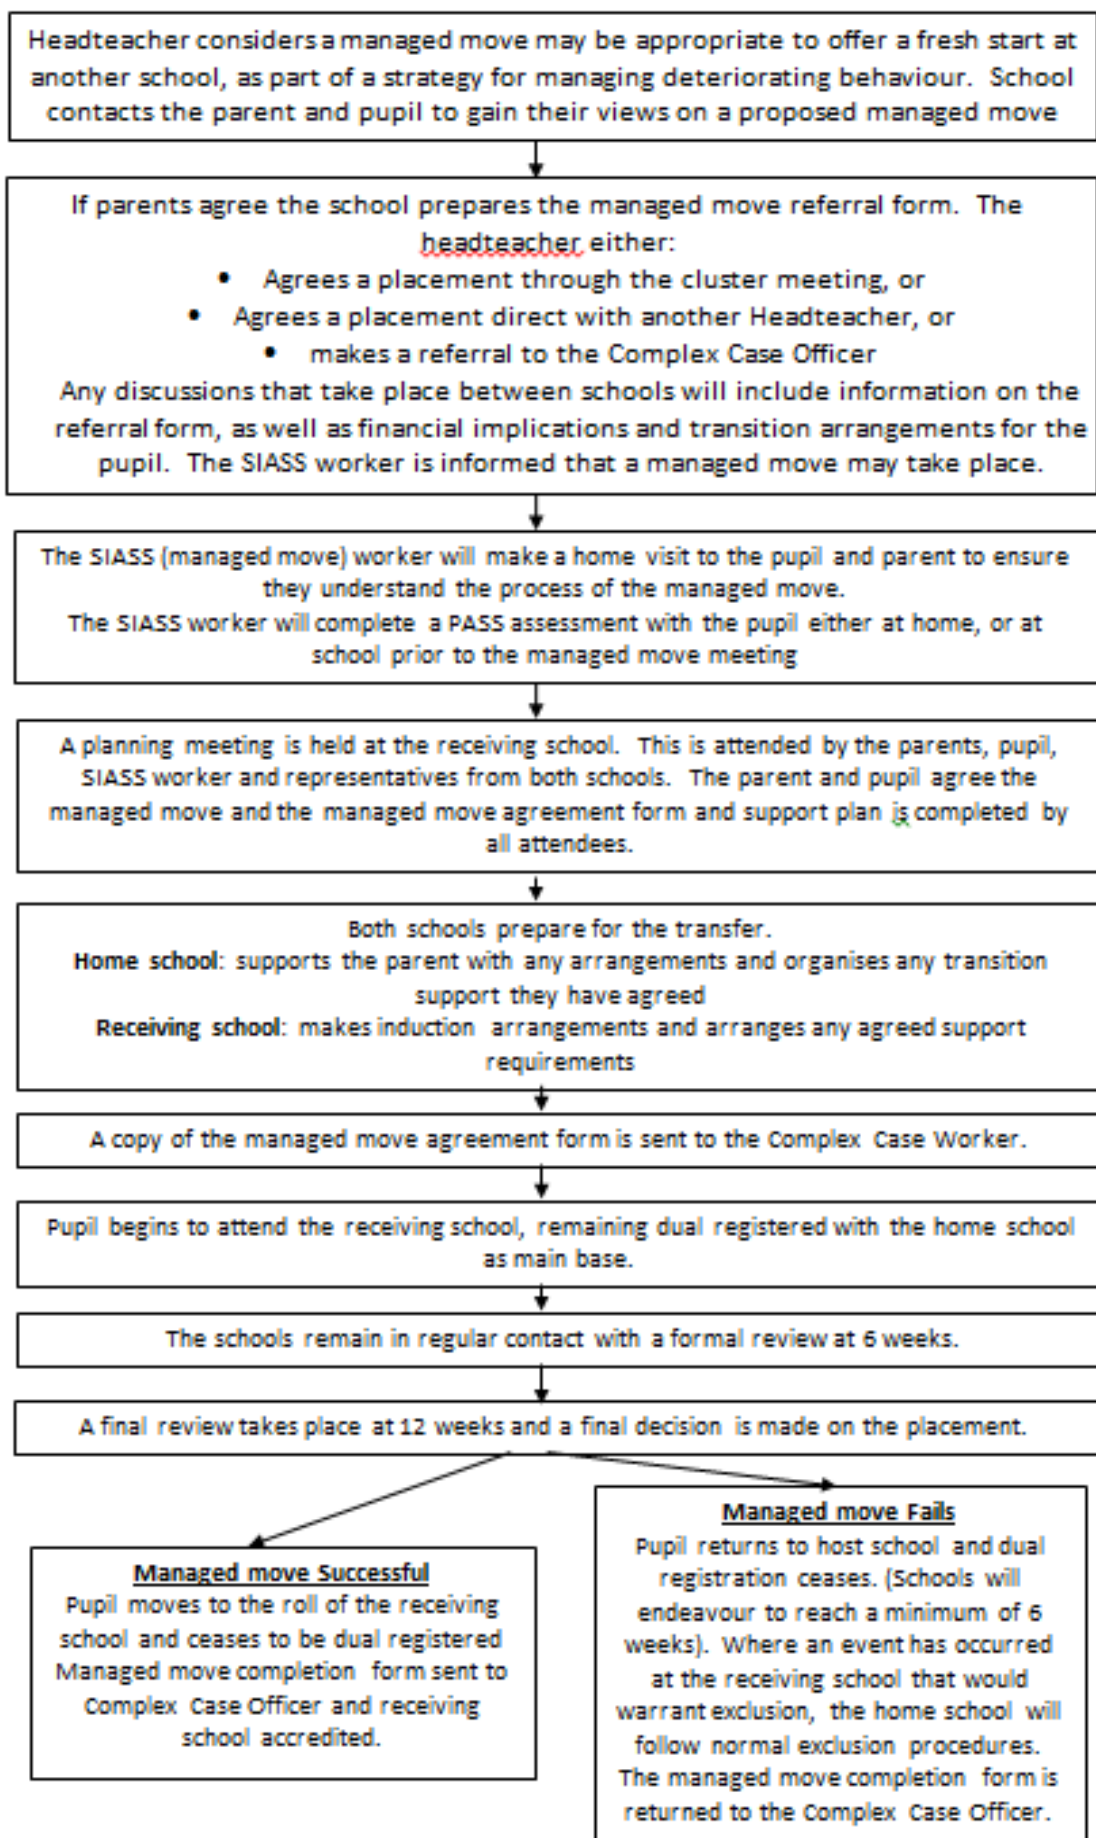 Headteacher considers a managed move may be appropriate to offer a fresh start at
another school, as part of a strategy for managing deteriorating behaviour. School
contacts the parent and pupil to gain their views on a proposed managed move
If parents agree the school prepares the managed move referral form. The
headteacher either:
• Agrees a placement through the cluster meeting, or
• Agrees a placement direct with another Headteacher, or
• makes a referral to the Complex Case Officer
Any discussions that take place between schools will include information on the
referral form, as well as financial implications and transition arrangements for the
pupil. The SIASS worker is informed that a managed move may take place.
The SIASS (managed move) worker will make a home visit to the pupil and parent to ensure
they understand the process of the managed move.
The SIASS worker will complete a PASS assessment with the pupil either at home, or at
school prior to the managed move meeting
A planning meeting is held at the receiving school. This is attended by the parents, pupil,
SIASS worker and representatives from both schools. The parent and pupil agree the
managed move and the managed move agreement form and support plan is completed by
all attendees.
Both schools prepare for the transfer.
Home school: supports the parent with any arrangements and organises any transition
support they have agreed
Receiving school: makes induction arrangements and arranges any agreed support
requirements
A copy of the managed move agreement form is sent to the Complex Case Worker.
Pupil begins to attend the receiving school, remaining dual registered with the home school
as main base.
The schools remain in regular contact with a formal review at 6 weeks.
A final review takes place at 12 weeks and a final decision is made on the placement.
Managed move Successful
Pupil moves to the roll of the receiving
school and ceases to be dual registered
Managed move completion form sent to
Complex Case Officer and receiving
school accredited.
Managed move Fails
Pupil returns to host school and dual
registration ceases. (Schools will
endeavour to reach a minimum of 6
weeks). Where an event has occurred
at the receiving school that would
warrant exclusion, the home school will
follow normal exclusion procedures.
The managed move completion form is
returned to the Complex Case Officer.